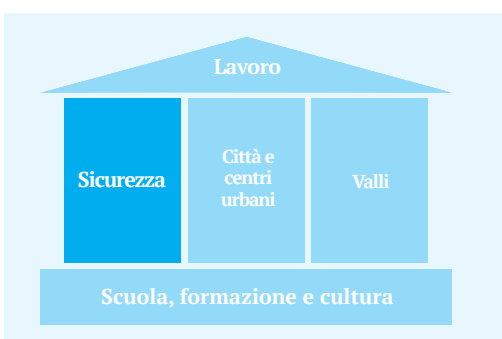 Lavoro
Sicurezza
Città e
centri
urbani
Valli
Scuola, formazione e cultura